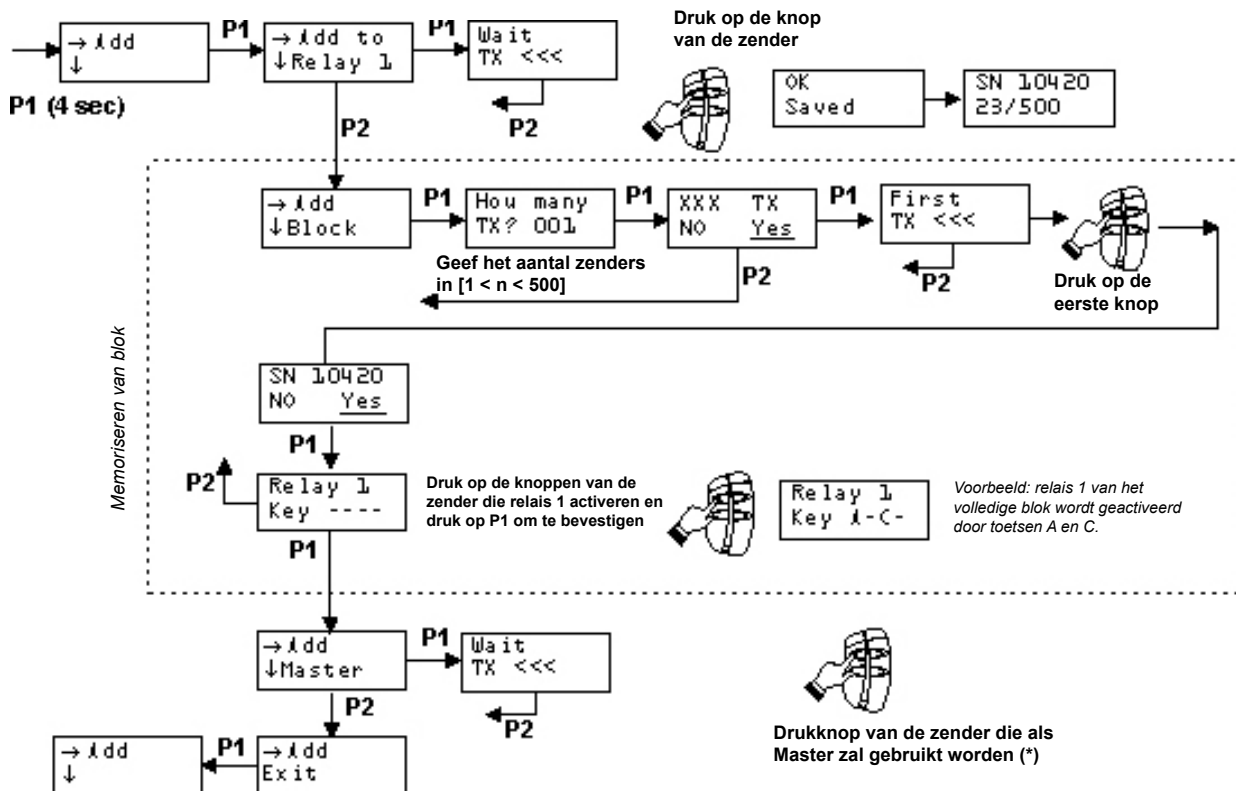 → Add
↓
P1 (4 sec)
P1
→ Add to
↓ Relay 1
P1
Wait
TX <<<
P2
Druk op de knop
van de zender
OK
Saved
SN 10420
23/500
P2
Memoriseren van blok
→ Add
↓ Block
P1
How many
TX? 001
Geef het aantal zenders
in [1 < n < 500]
P1
XXX TX
NO Yes
P2
P1
First
TX <<<
P2
Druk op de
eerste knop
SN 10420
NO Yes
P1
P2
Relay 1
Key ----
P1
Druk op de knoppen van de
zender die relais 1 activeren en
druk op P1 om te bevestigen
Relay 1
Key A-C-
Voorbeeld: relais 1 van het
volledige blok wordt geactiveerd
door toetsen A en C.
→ Add
↓ Master
P1
Wait
TX <<<
P2
P2
Drukknop van de zender die als
Master zal gebruikt worden (*)
→ Add
Exit
P1
→ Add
↓